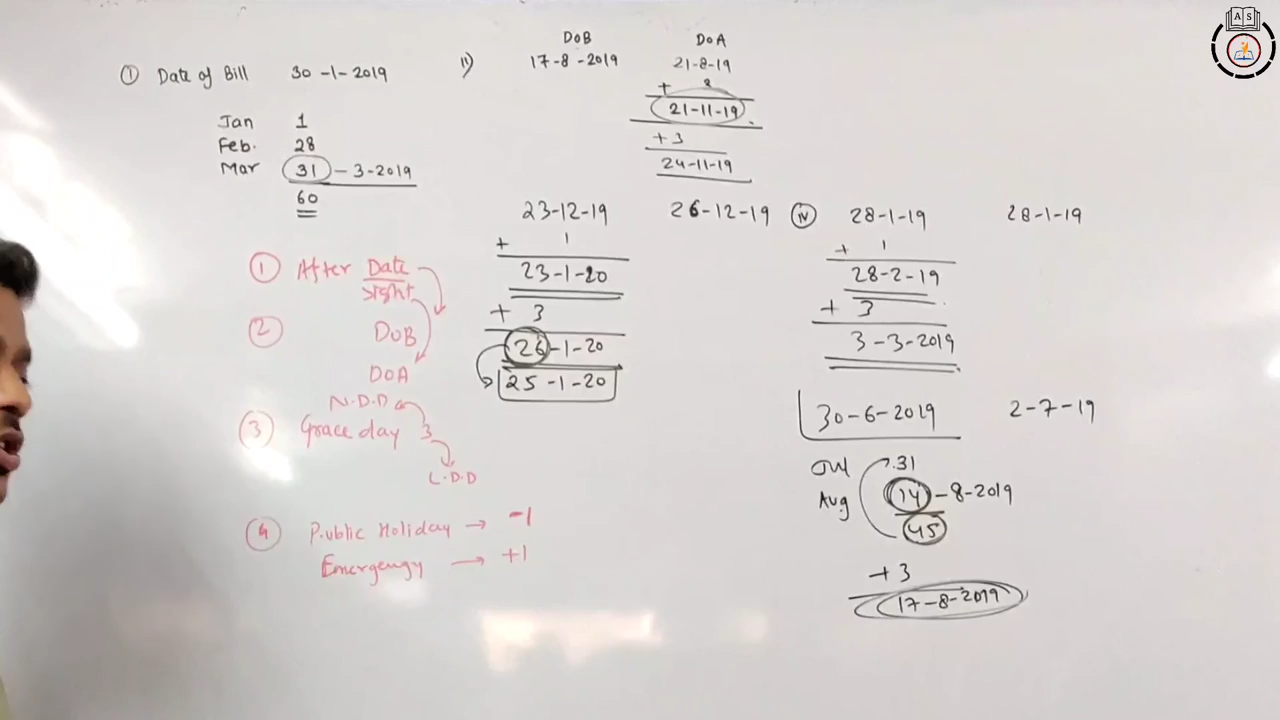 A S
① Date of Bill 30-1-2019
Jan 1
Feb. 28
Mar 31 - 3-2019
60
① After Date
Sight
② DOB
DOA
N.D.D
③ Grace day 3
L.D.D
④ Public Holiday → -1
Emergengy → +1
II) DOB DOA
17-8-2019 21-8-19
+
21-11-19
+3
24-11-19
23-12-19 26-12-19
+ 1
23-1-20
+ 3
26-1-20
25-1-20
IV 28-1-19 28-1-19
+ 1
28-2-19
+ 3
3-3-2019
30-6-2019 2-7-19
31
Aug 14 -8-2019
45
+3
17-8-2019